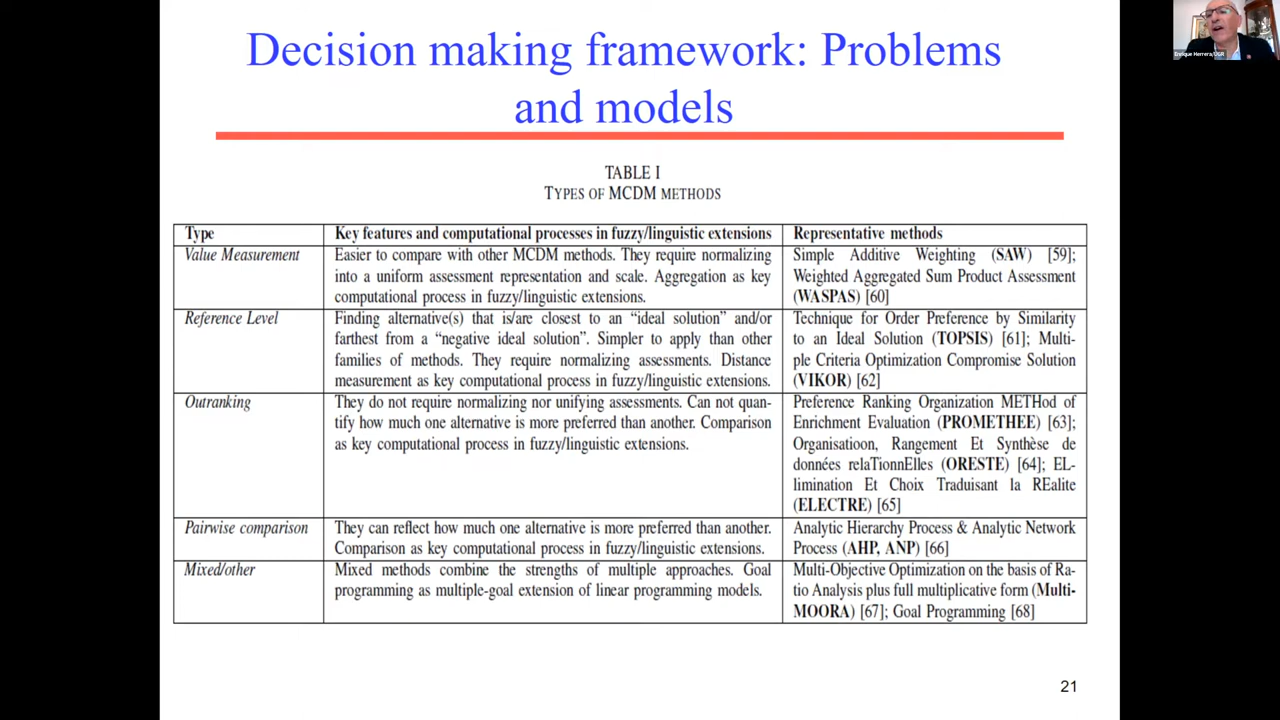 Decision making framework: Problems
and models
Enrique Herrera/UGR
TABLE I
TYPES OF MCDM METHODS
Type
Key features and computational processes in fuzzy/linguistic extensions
Representative methods
Value Measurement
Easier to compare with other MCDM methods. They require normalizing
into a uniform assessment representation and scale. Aggregation as key
computational process in fuzzy/linguistic extensions.
Simple Additive Weighting (SAW) [59];
Weighted Aggregated Sum Product Assessment
(WASPAS) [60]
Reference Level
Finding alternative(s) that is/are closest to an “ideal solution” and/or
farthest from a “negative ideal solution”. Simpler to apply than other
families of methods. They require normalizing assessments. Distance
measurement as key computational process in fuzzy/linguistic extensions.
Technique for Order Preference by Similarity
to an Ideal Solution (TOPSIS) [61]; Multi-
ple Criteria Optimization Compromise Solution
(VIKOR) [62]
Outranking
They do not require normalizing nor unifying assessments. Can not quan-
tify how much one alternative is more preferred than another. Comparison
as key computational process in fuzzy/linguistic extensions.
Preference Ranking Organization METHod of
Enrichment Evaluation (PROMETHEE) [63];
Organisatioon, Rangement Et Synthèse de
données relaTionnElles (ORESTE) [64]; EL-
limination Et Choix Traduisant la REalite
(ELECTRE) [65]
Pairwise comparison
They can reflect how much one alternative is more preferred than another.
Comparison as key computational process in fuzzy/linguistic extensions.
Analytic Hierarchy Process & Analytic Network
Process (AHP, ANP) [66]
Mixed/other
Mixed methods combine the strengths of multiple approaches. Goal
programming as multiple-goal extension of linear programming models.
Multi-Objective Optimization on the basis of Ra-
tio Analysis plus full multiplicative form (Multi-
MOORA) [67]; Goal Programming [68]
21